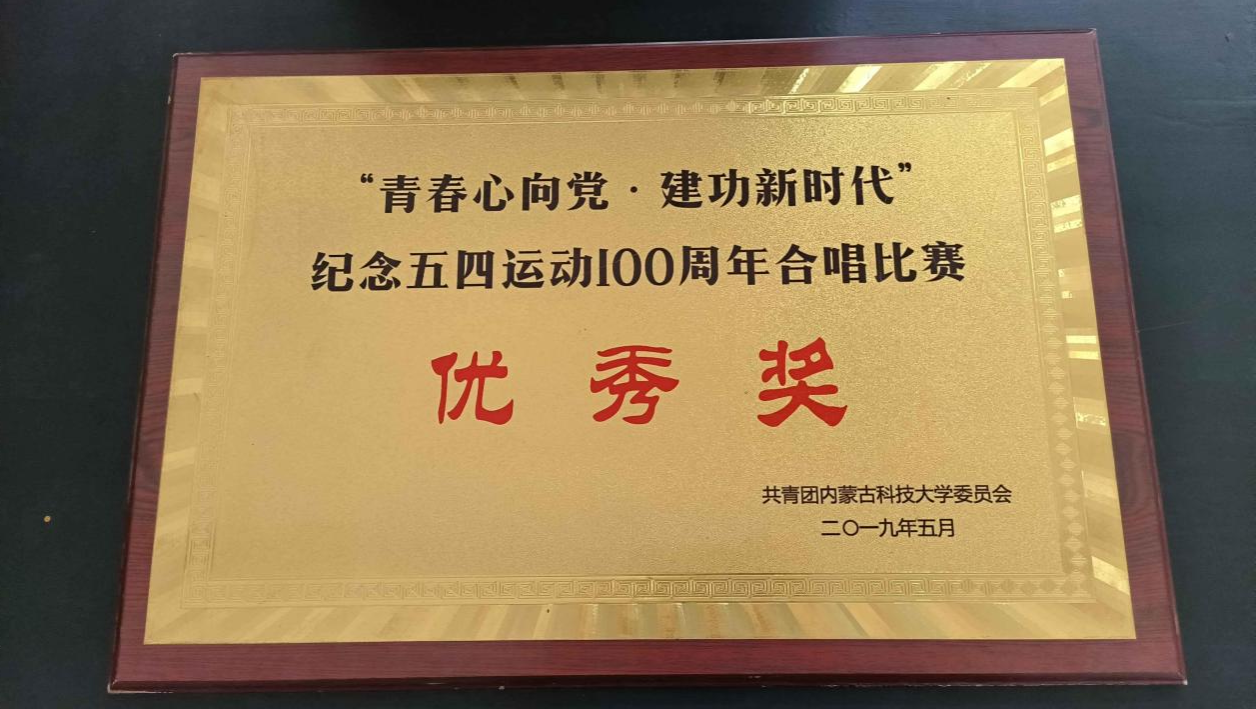 “青春心向党·建功新时代”
纪念五四运动100周年合唱比赛
优秀奖
共青团内蒙古科技大学委员会
二〇一九年五月